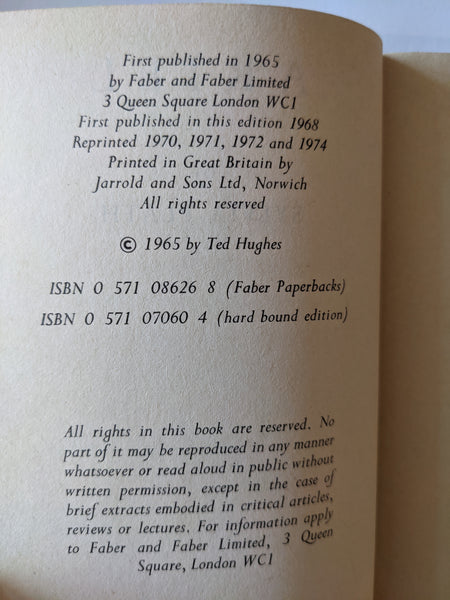 First published in 1965
by Faber and Faber Limited
3 Queen Square London WC1
First published in this edition 1968
Reprinted 1970, 1971, 1972 and 1974
Printed in Great Britain by
Jarrold and Sons Ltd, Norwich
All rights reserved
© 1965 by Ted Hughes
ISBN 0 571 08626 8 (Faber Paperbacks)
ISBN 0 571 07060 4 (hard bound edition)
All rights in this book are reserved. No
part of it may be reproduced in any manner
whatsoever or read aloud in public without
written permission, except in the case of
brief extracts embodied in critical articles,
reviews or lectures. For information apply
to Faber and Faber Limited, 3 Queen
Square, London WC1